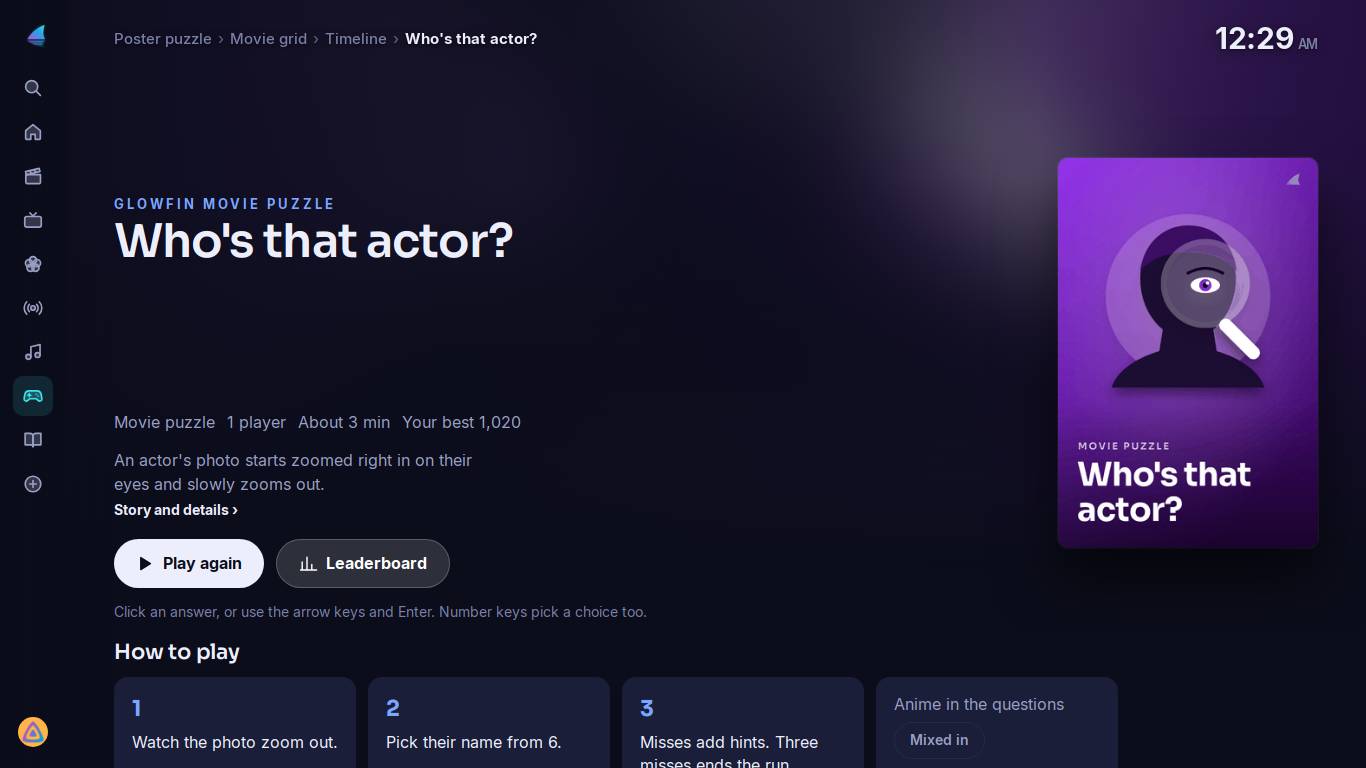 Poster puzzle › Movie grid › Timeline › Who's that actor?
12:29 AM
GLOWFIN MOVIE PUZZLE
Who's that actor?
Movie puzzle 1 player About 3 min Your best 1,020
An actor's photo starts zoomed right in on their
eyes and slowly zooms out.
Story and details ›
Play again
Leaderboard
Click an answer, or use the arrow keys and Enter. Number keys pick a choice too.
MOVIE PUZZLE
Who's that
actor?
How to play
1
Watch the photo zoom out.
2
Pick their name from 6.
3
Misses add hints. Three
misses ends the run.
Anime in the questions
Mixed in